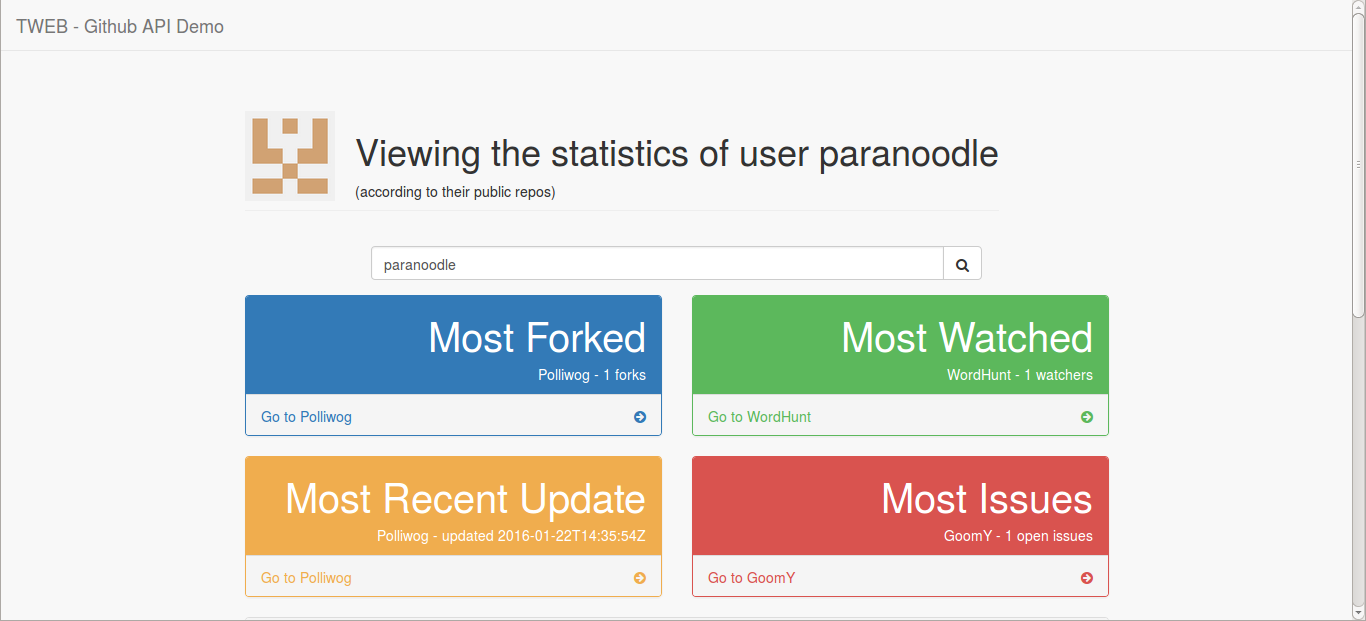 TWEB - Github API Demo
Viewing the statistics of user paranoodle
(according to their public repos)
paranoodle
Most Forked
Polliwog - 1 forks
Go to Polliwog
Most Watched
WordHunt - 1 watchers
Go to WordHunt
Most Recent Update
Polliwog - updated 2016-01-22T14:35:54Z
Go to Polliwog
Most Issues
GoomY - 1 open issues
Go to GoomY